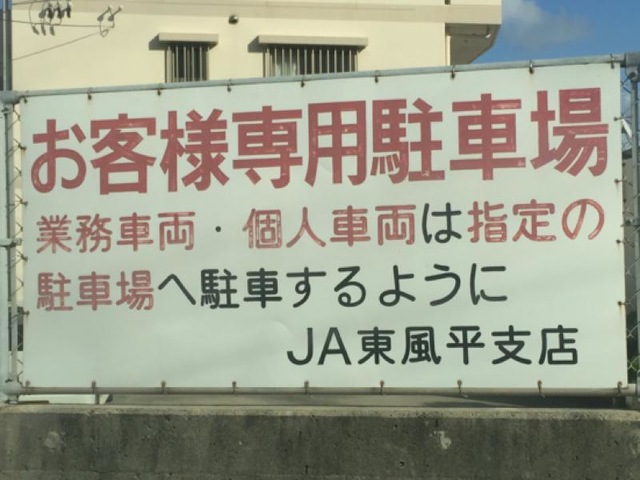 お客様専用駐車場
業務車両・個人車両は指定の
駐車場へ駐車するように
JA東風平支店